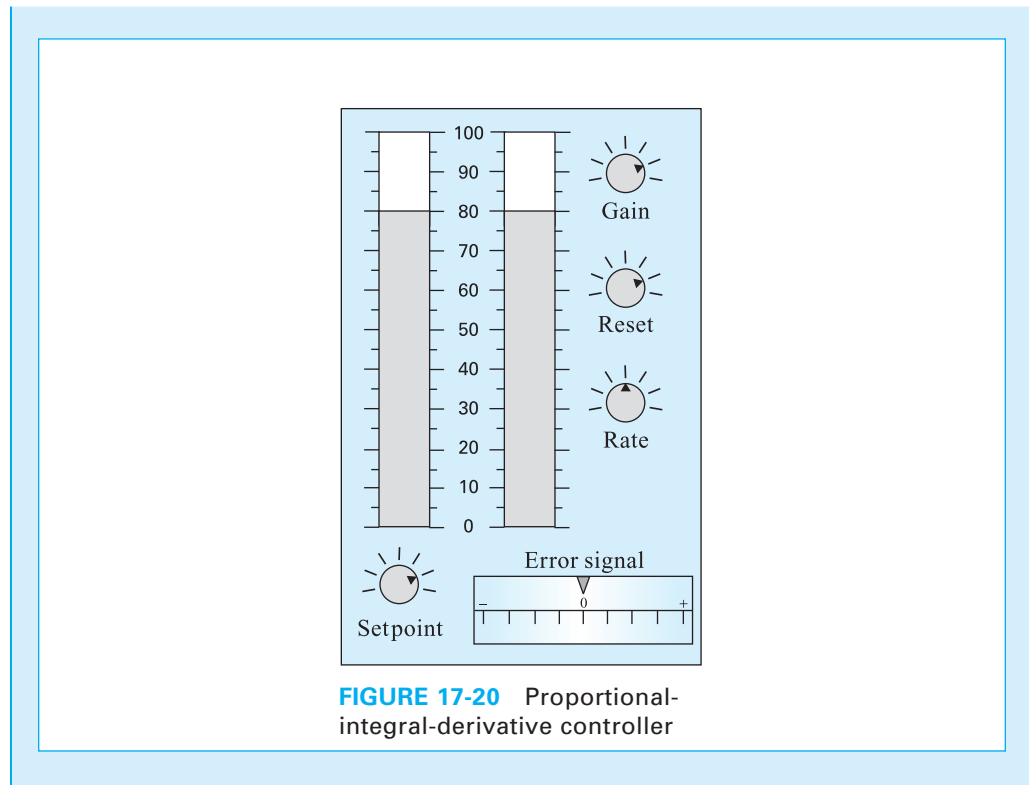 100
90
80
70
60
50
40
30
20
10
0
Gain
Reset
Rate
Setpoint
Error signal
– 0 +
FIGURE 17-20 Proportional-
integral-derivative controller